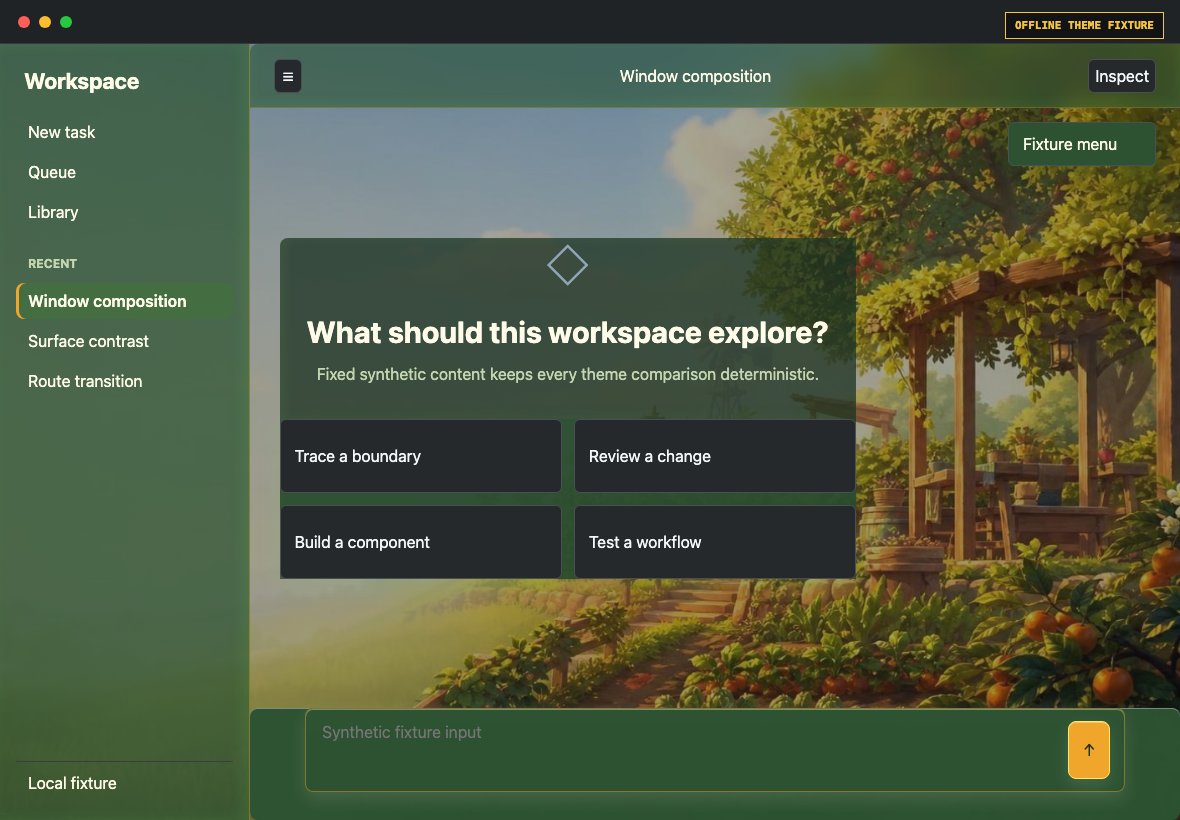 OFFLINE THEME FIXTURE
Workspace
New task
Queue
Library
RECENT
Window composition
Surface contrast
Route transition
Local fixture
Window composition
Inspect
Fixture menu
What should this workspace explore?
Fixed synthetic content keeps every theme comparison deterministic.
Trace a boundary
Review a change
Build a component
Test a workflow
Synthetic fixture input